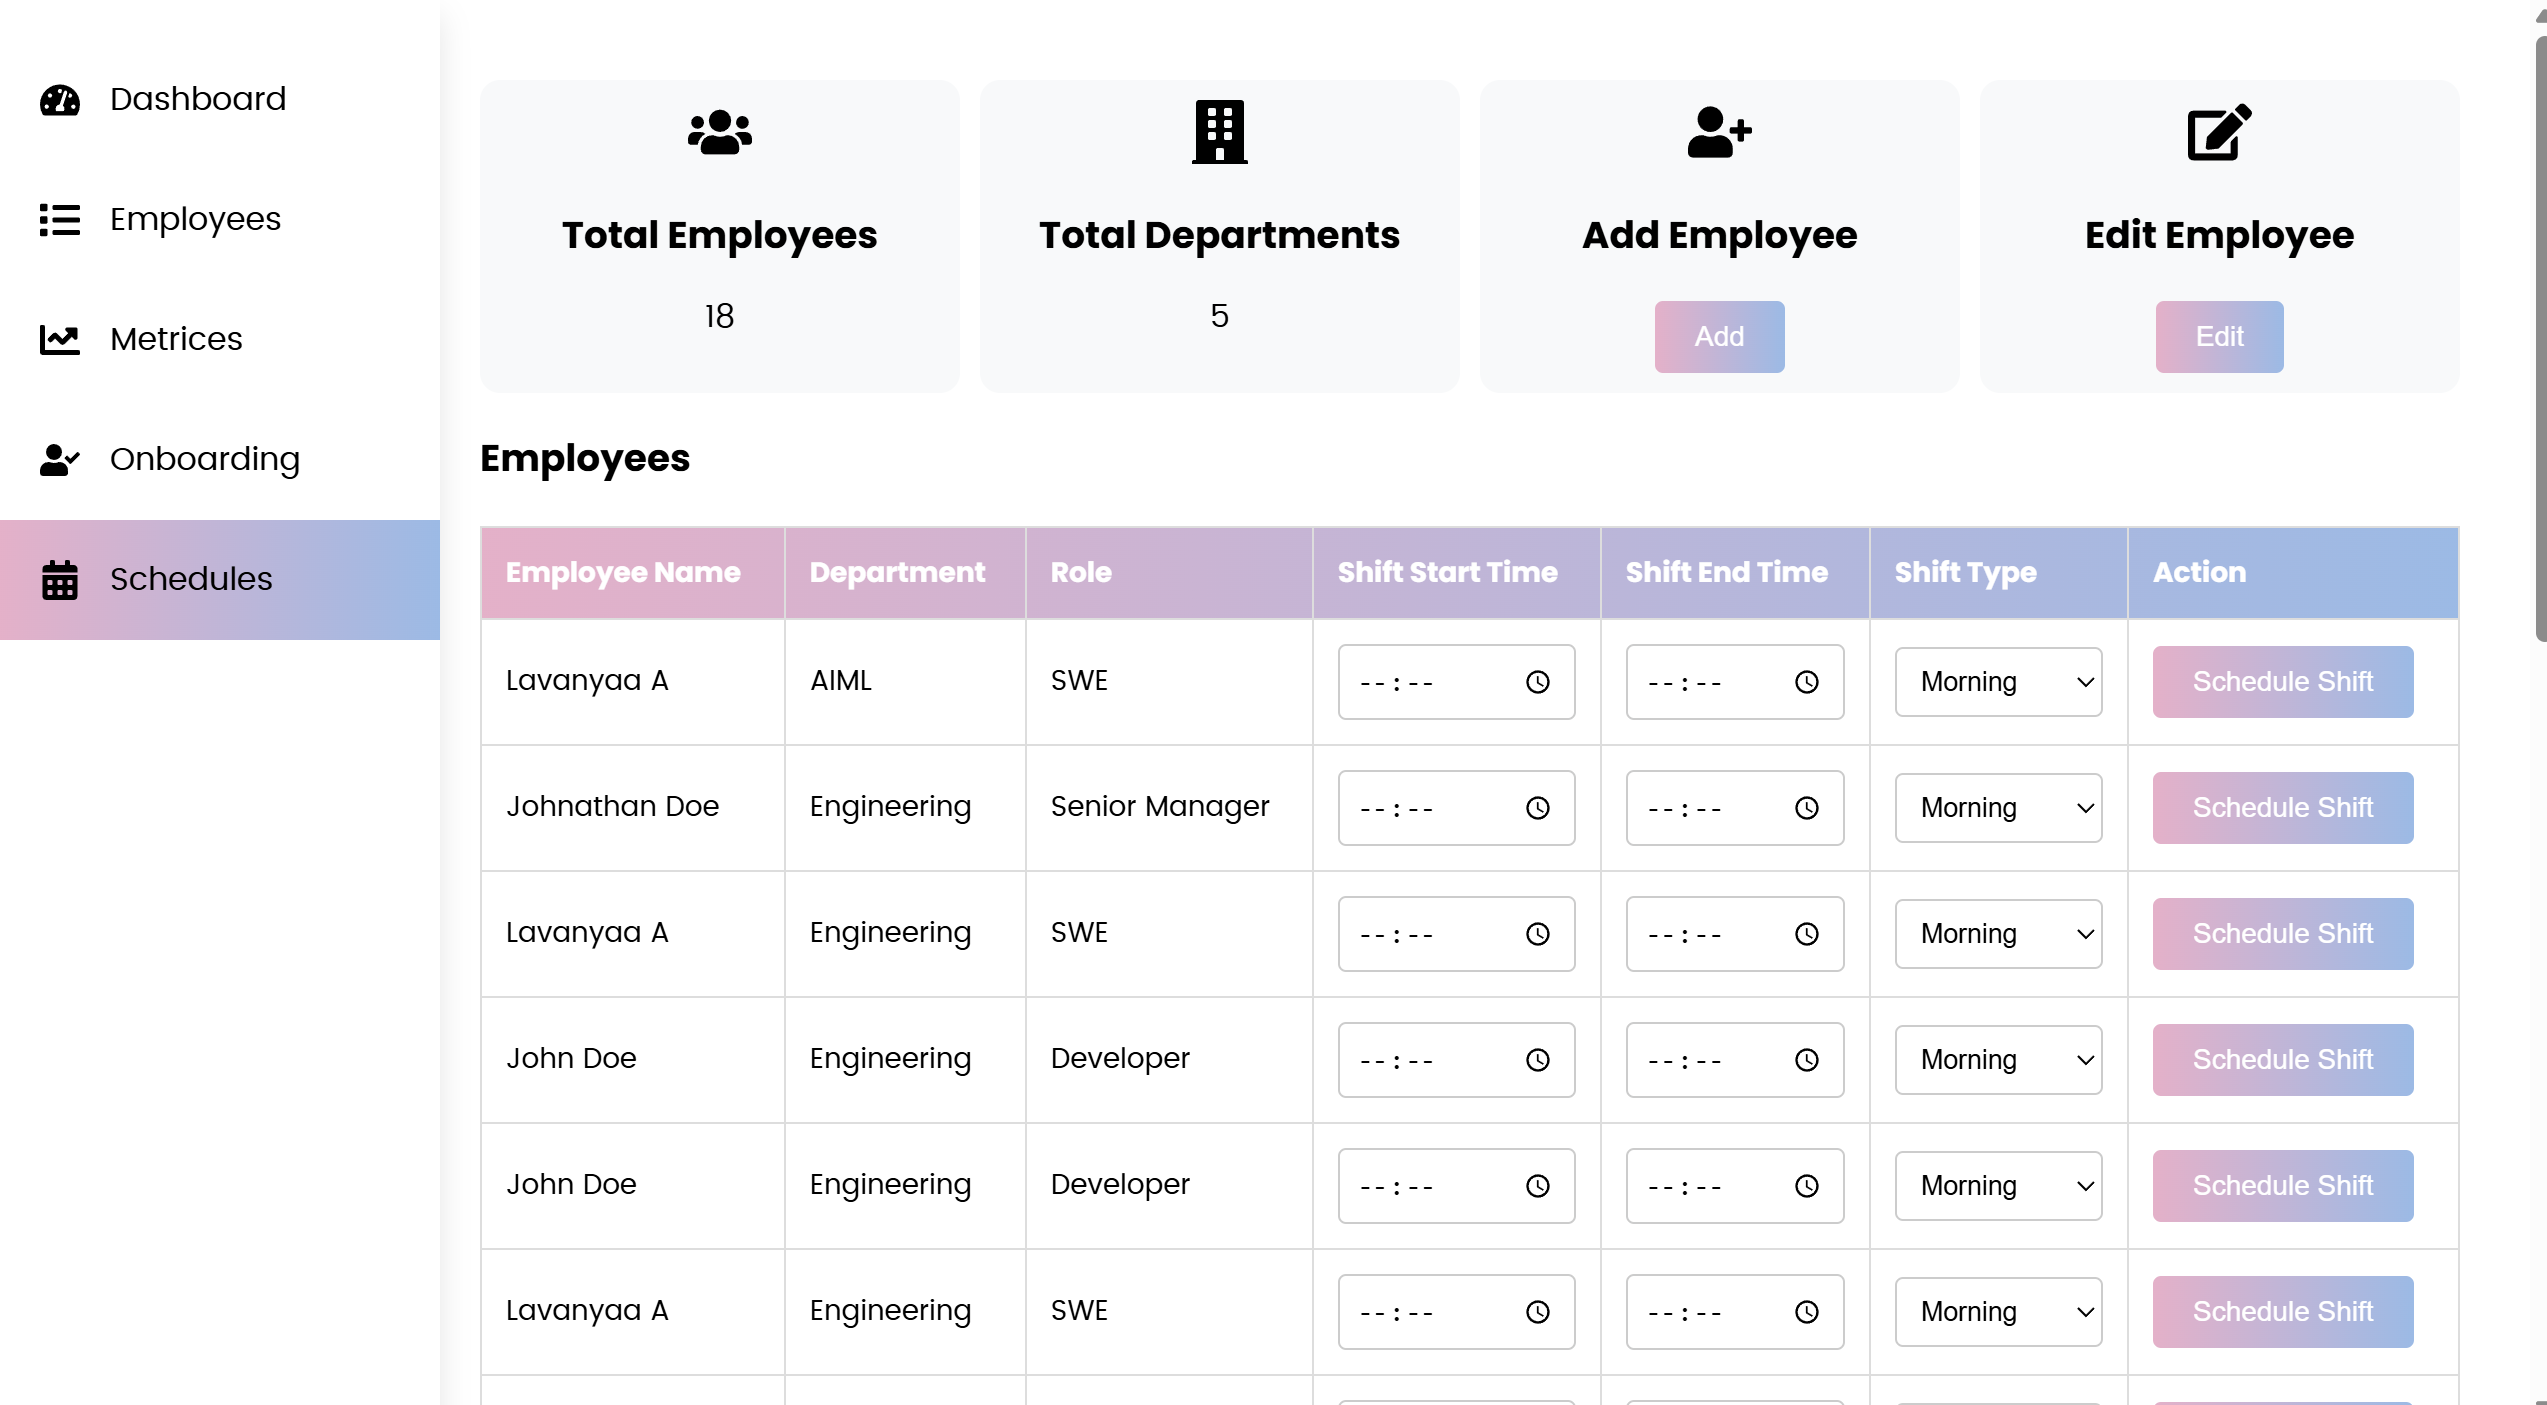 Dashboard
Employees
Metrices
Onboarding
Schedules
Total Employees
18
Total Departments
5
Add Employee
Add
Edit Employee
Edit
Employees
Employee Name Department Role Shift Start Time Shift End Time Shift Type Action
Lavanyaa A AIML SWE --:-- --:-- Morning Schedule Shift
Johnathan Doe Engineering Senior Manager --:-- --:-- Morning Schedule Shift
Lavanyaa A Engineering SWE --:-- --:-- Morning Schedule Shift
John Doe Engineering Developer --:-- --:-- Morning Schedule Shift
John Doe Engineering Developer --:-- --:-- Morning Schedule Shift
Lavanyaa A Engineering SWE --:-- --:-- Morning Schedule Shift